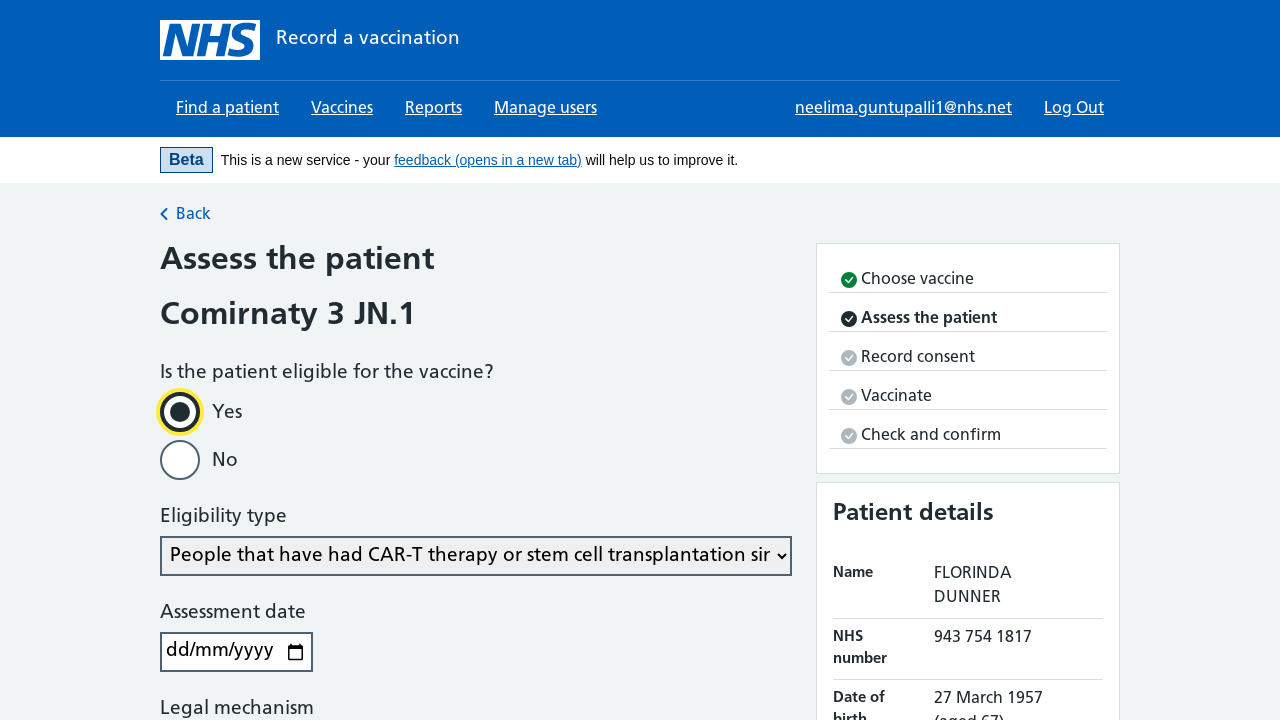 NHS
Record a vaccination
Find a patient
Vaccines
Reports
Manage users
neelima.guntupalli1@nhs.net
Log Out
Beta
This is a new service - your feedback (opens in a new tab) will help us to improve it.
Back
Assess the patient
Comirnaty 3 JN.1
Is the patient eligible for the vaccine?
Yes
No
Eligibility type
People that have had CAR-T therapy or stem cell transplantation sir
Assessment date
dd/mm/yyyy
Legal mechanism
Choose vaccine
Assess the patient
Record consent
Vaccinate
Check and confirm
Patient details
Name
FLORINDA
DUNNER
NHS
number
943 754 1817
Date of
birth
27 March 1957
(aged 67)